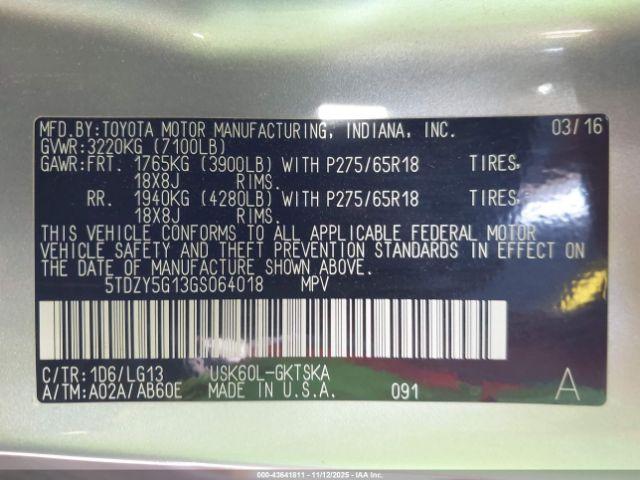 MFD.BY:TOYOTA MOTOR MANUFACTURING, INDIANA, INC. 03/16
GVWR:3220KG (7100LB)
GAWR:FRT. 1765KG (3900LB) WITH P275/65R18 TIRES,
18X8J RIMS.
RR. 1940KG (4280LB) WITH P275/65R18 TIRES,
18X8J RIMS.
THIS VEHICLE CONFORMS TO ALL APPLICABLE FEDERAL MOTOR
VEHICLE SAFETY AND THEFT PREVENTION STANDARDS IN EFFECT ON
THE DATE OF MANUFACTURE SHOWN ABOVE.
5TDZY5G13GS064018 MPV
C/TR:1D6/LG13 USK60L-GKTSKA
A/TM:A02A/AB60E MADE IN U.S.A. 091 A
000-43641811 - 11/12/2025 - IAAI.com